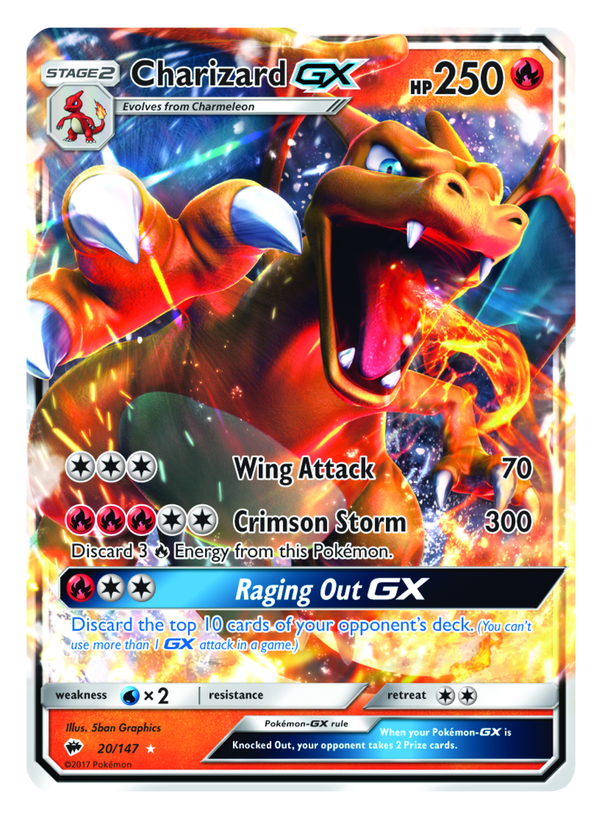 STAGE2 Charizard GX HP250
Evolves from Charmeleon
Wing Attack 70
Crimson Storm 300
Discard 3 Energy from this Pokémon.
Raging Out GX
Discard the top 10 cards of your opponent's deck. (You can't
use more than 1 GX attack in a game.)
weakness ×2 resistance retreat
Illus. 5ban Graphics
20/147
©2017 Pokémon
Pokémon-GX rule
When your Pokémon-GX is
Knocked Out, your opponent takes 2 Prize cards.